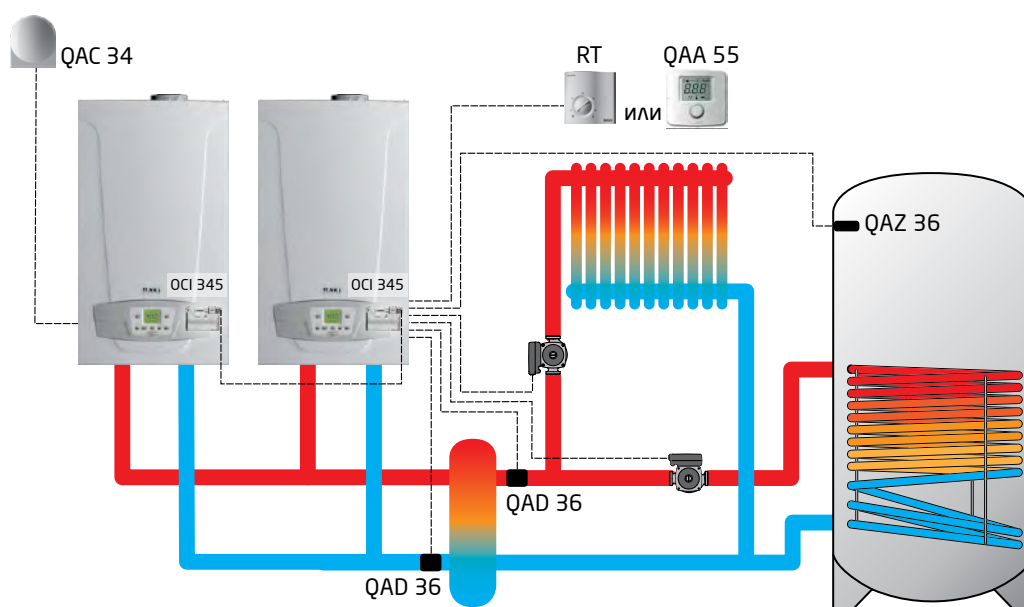 QAC 34
RT
QAA 55
или
QAZ 36
OCI 345
OCI 345
QAD 36
QAD 36